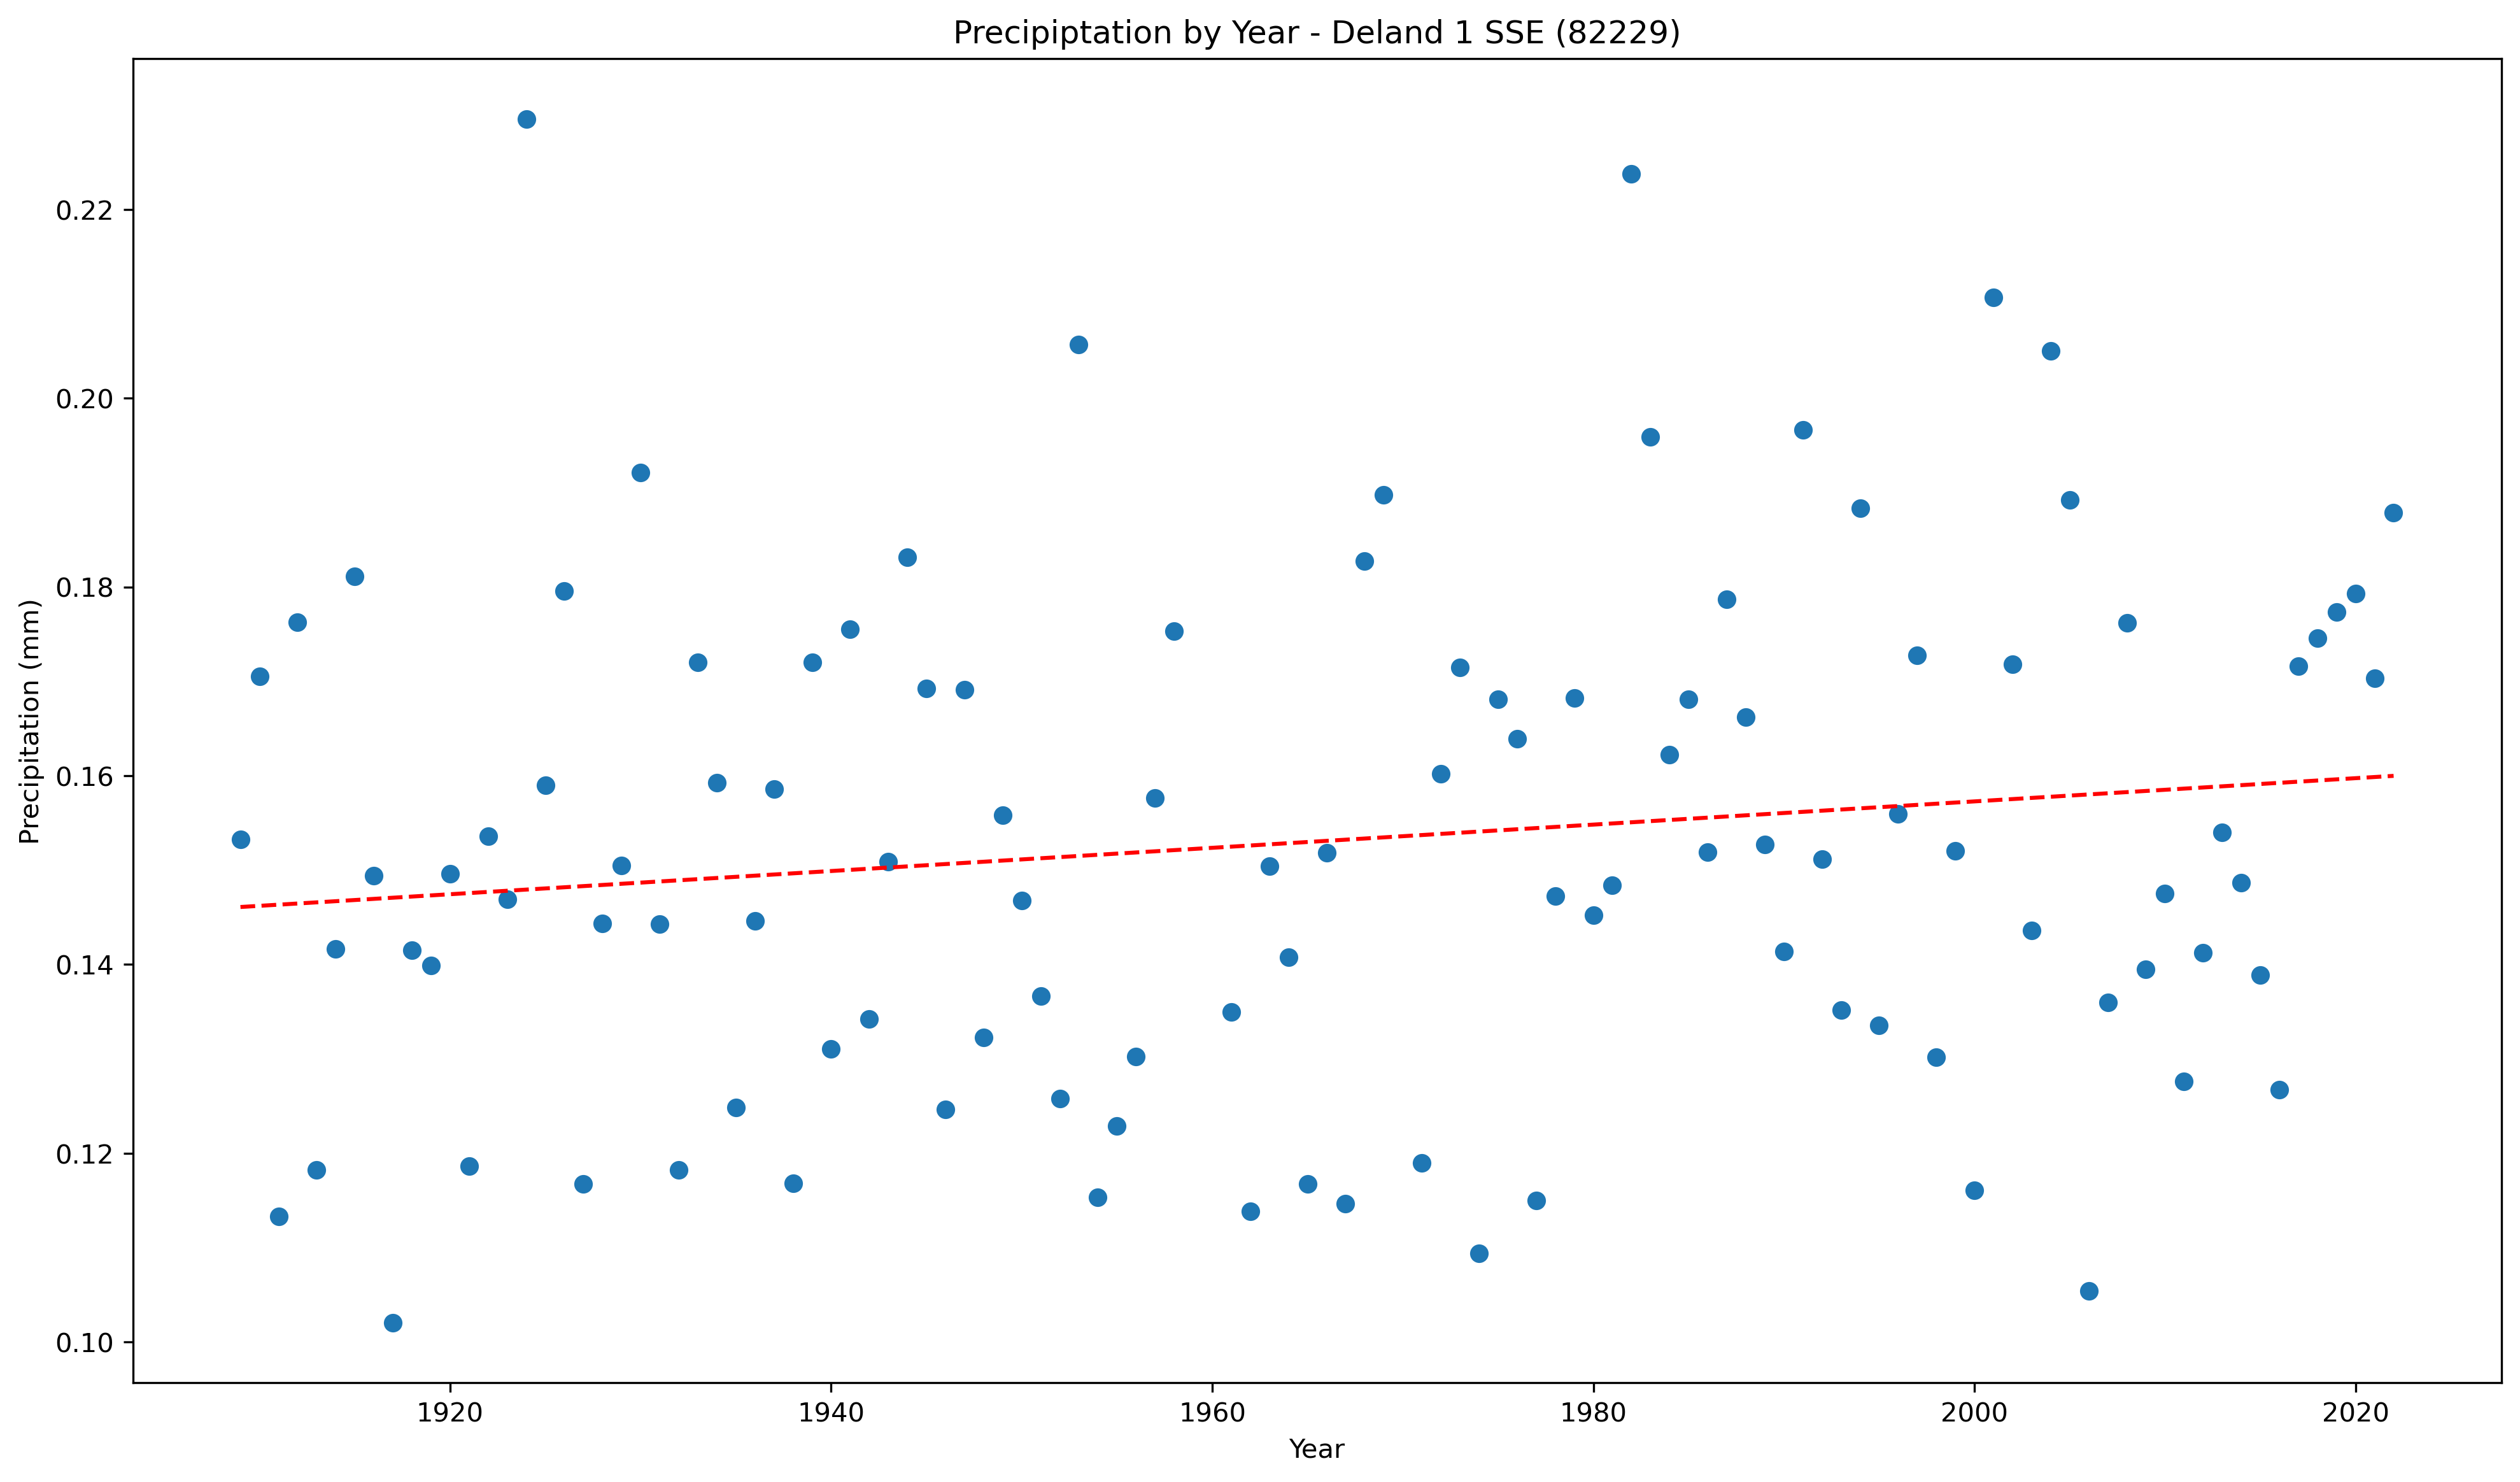 Precipiptation by Year - Deland 1 SSE (82229)
Precipitation (mm)
0.22
0.20
0.18
0.16
0.14
0.12
0.10
1920 1940 1960 1980 2000 2020
Year